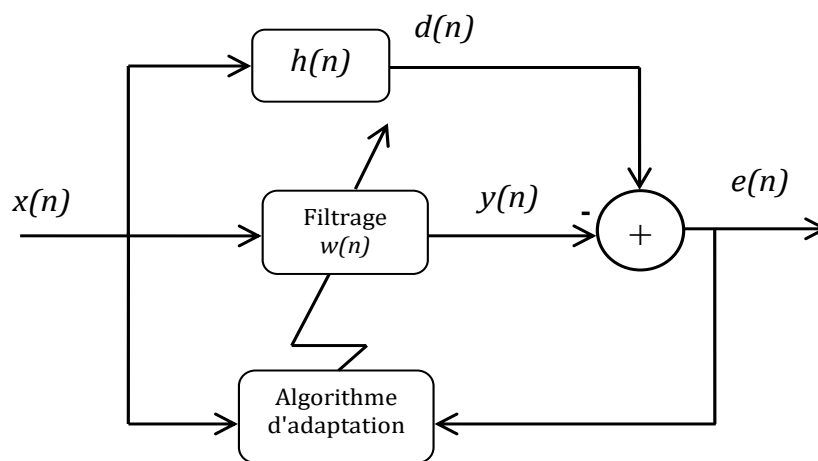 d(n)
h(n)
x(n)
Filtrage
w(n)
y(n)
-
+
e(n)
Algorithme
d'adaptation